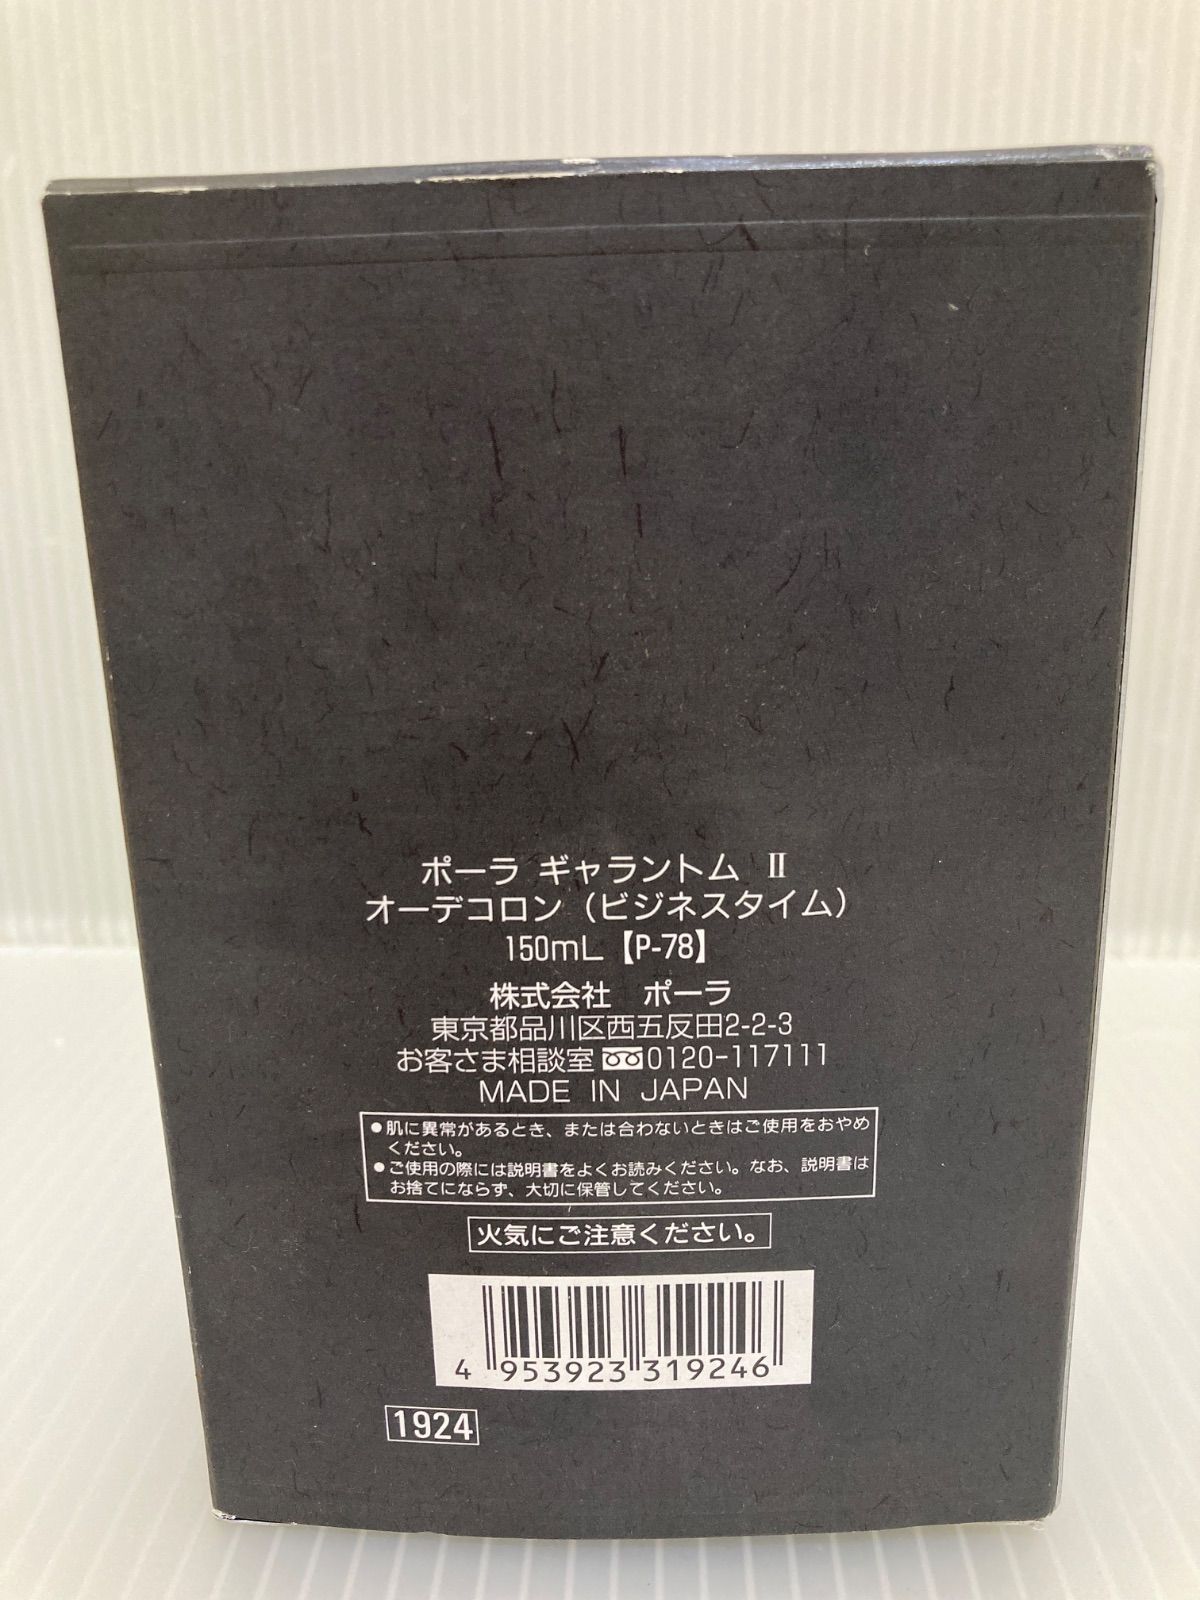 ポーラ ギャラントム Ⅱ
オーデコロン（ビジネスタイム）
150mL【P-78】
株式会社　ポーラ
東京都品川区西五反田2-2-3
お客さま相談室 0120-117111
MADE IN JAPAN
●肌に異常があるとき、または合わないときはご使用をおやめ
ください。
●ご使用の際には説明書をよくお読みください。なお、説明書は
お捨てにならず、大切に保管してください。
火気にご注意ください。
4 953923 319246
1924